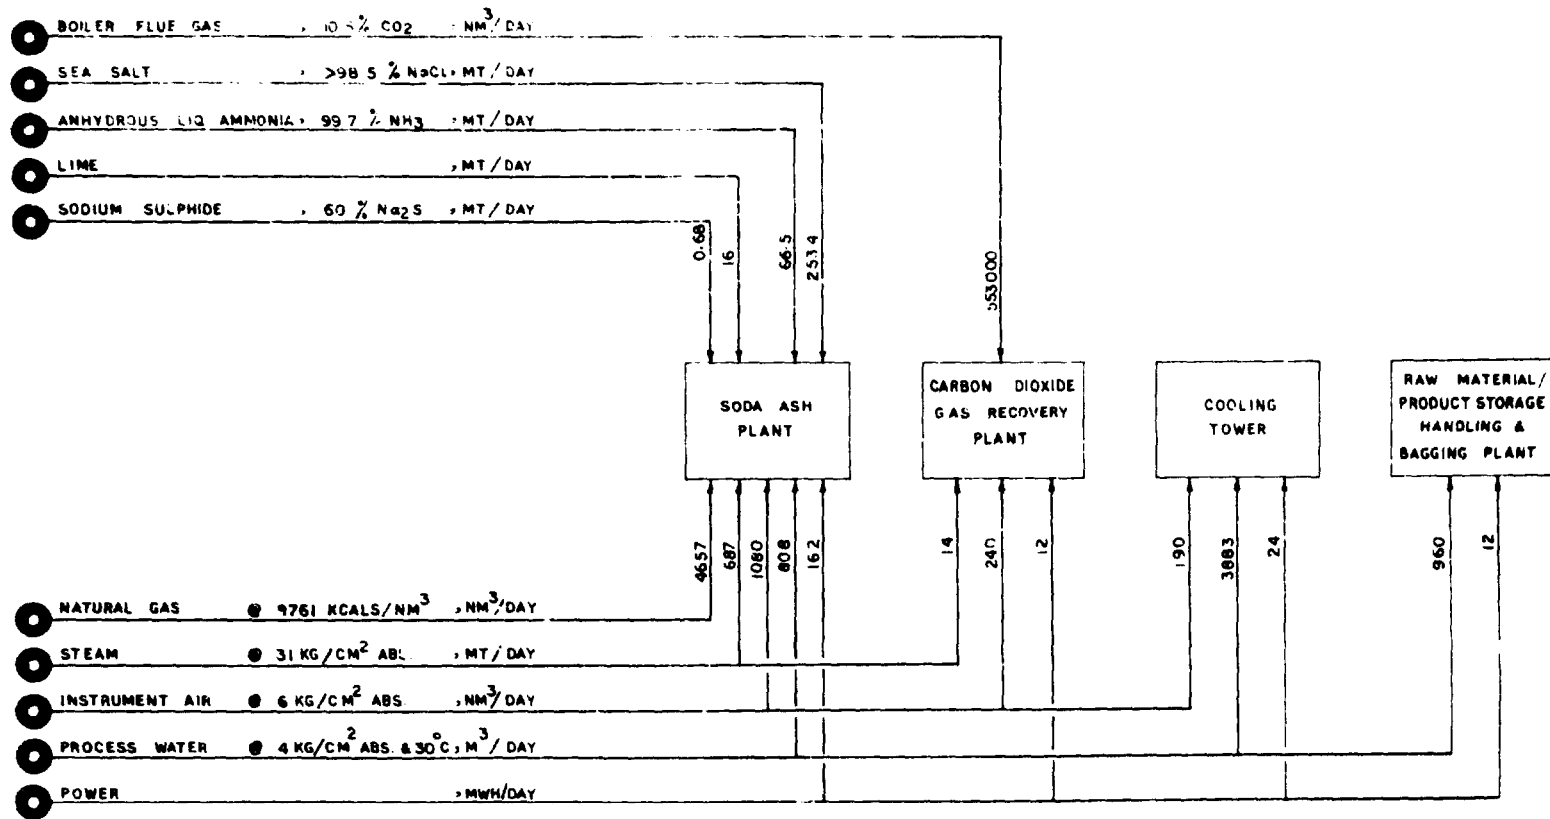 BOILER FLUE GAS , 10.5% CO2 , NM3/DAY
SEA SALT , >98.5 % NaCl, MT/DAY
ANHYDROUS LIQ AMMONIA, 99.7 % NH3 , MT/DAY
LIME , MT/DAY
SODIUM SULPHIDE , 60 % Na2S , MT/DAY
0.68
16
66.5
253.4
553000
SODA ASH
PLANT
CARBON DIOXIDE
GAS RECOVERY
PLANT
COOLING
TOWER
RAW MATERIAL/
PRODUCT STORAGE
HANDLING &
BAGGING PLANT
4657
687
1080
808
162
14
240
12
190
3883
24
960
12
NATURAL GAS @ 9761 KCALS/NM3 , NM3/DAY
STEAM @ 31 KG/CM2 ABS. , MT/DAY
INSTRUMENT AIR @ 6 KG/CM2 ABS. , NM3/DAY
PROCESS WATER @ 4 KG/CM2 ABS. & 30°C, M3/DAY
POWER , MWH/DAY